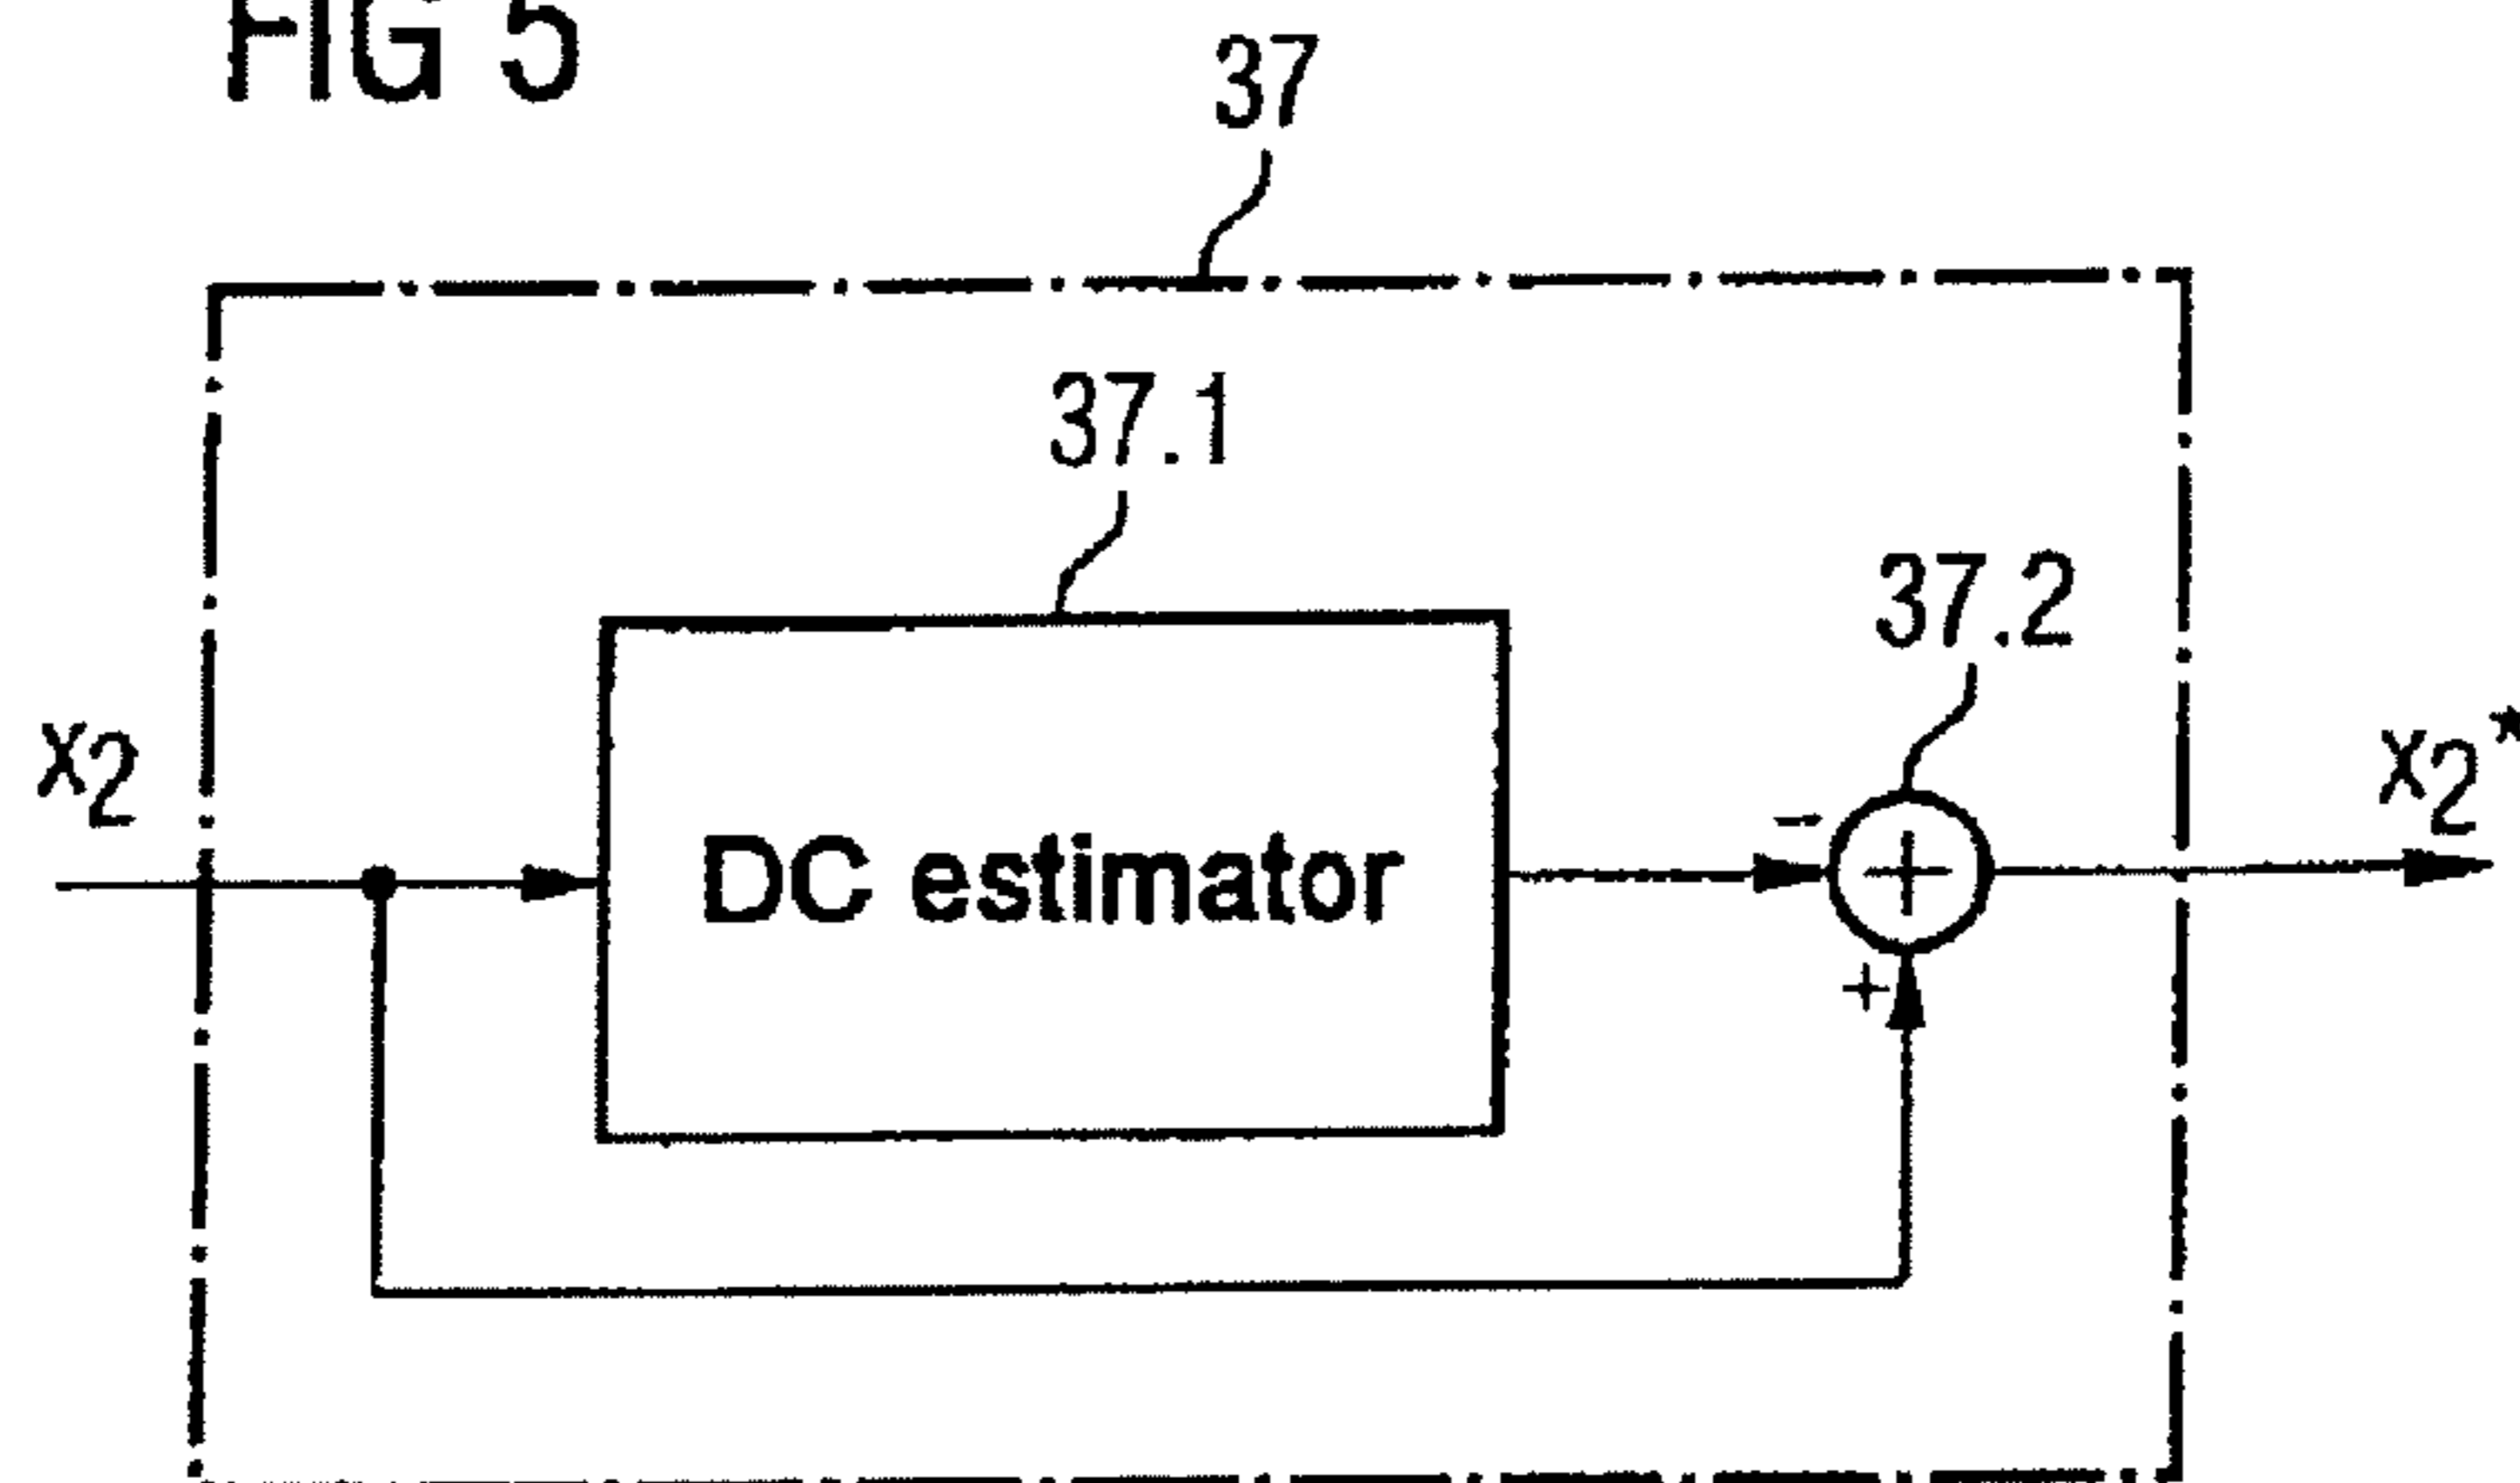 FIG 5
37
37.1
37.2
x2
x2*
DC estimator
−
+
+